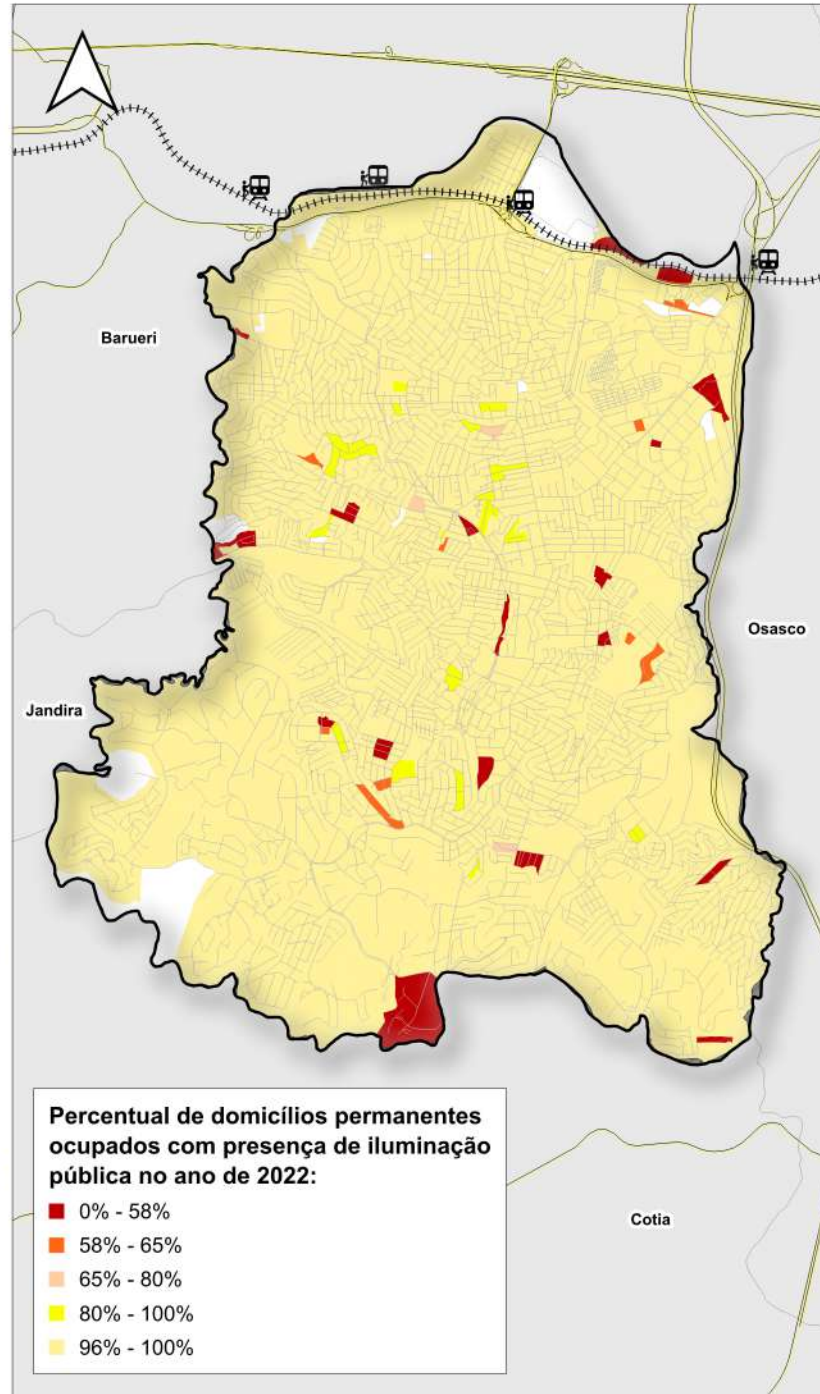 Barueri
Osasco
Jandira
Percentual de domicílios permanentes
ocupados com presença de iluminação
pública no ano de 2022:
0% - 58%
58% - 65%
65% - 80%
80% - 100%
96% - 100%
Cotia